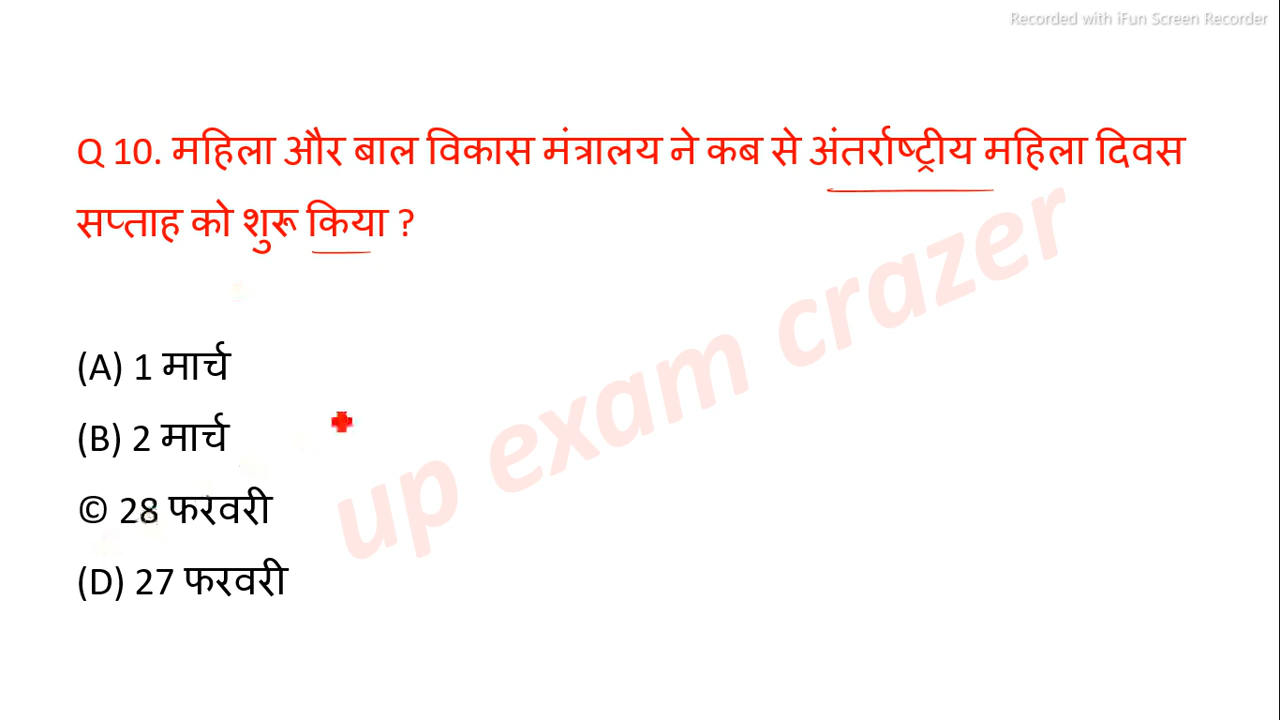 Recorded with iFun Screen Recorder
Q 10. महिला और बाल विकास मंत्रालय ने कब से अंतर्राष्ट्रीय महिला दिवस
सप्ताह को शुरू किया ?
(A) 1 मार्च
(B) 2 मार्च
© 28 फरवरी
(D) 27 फरवरी
up exam crazer